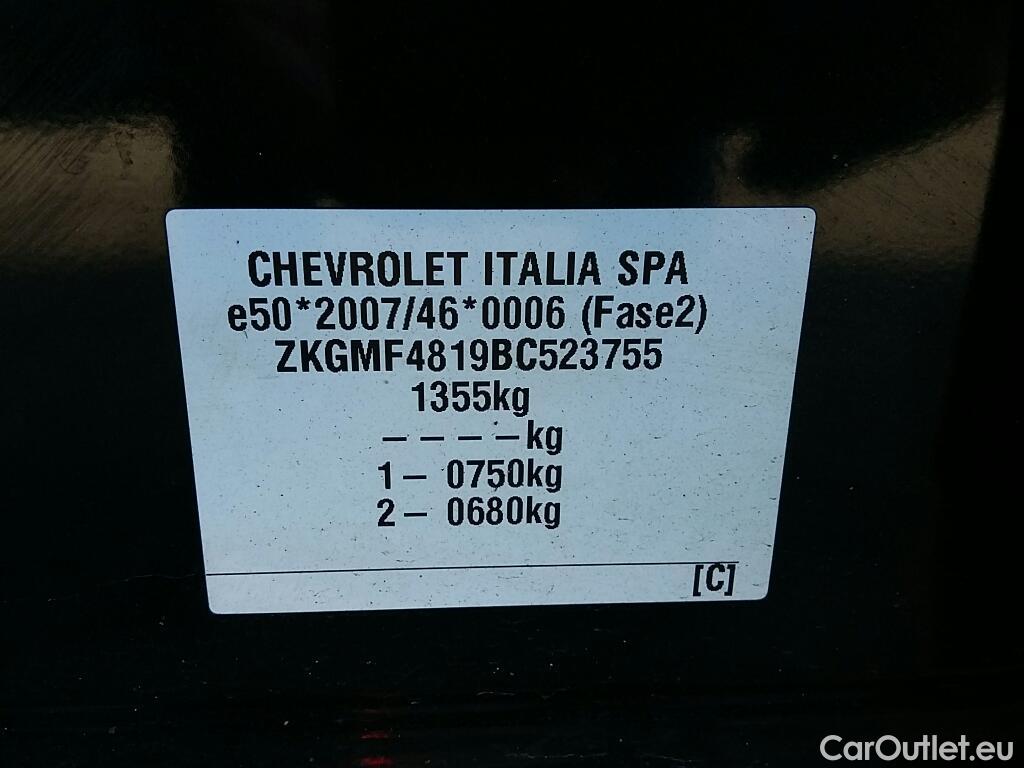 CHEVROLET ITALIA SPA
e50*2007/46*0006 (Fase2)
ZKGMF4819BC523755
1355kg
– – – –kg
1– 0750kg
2– 0680kg
[C]
CarOutlet.eu